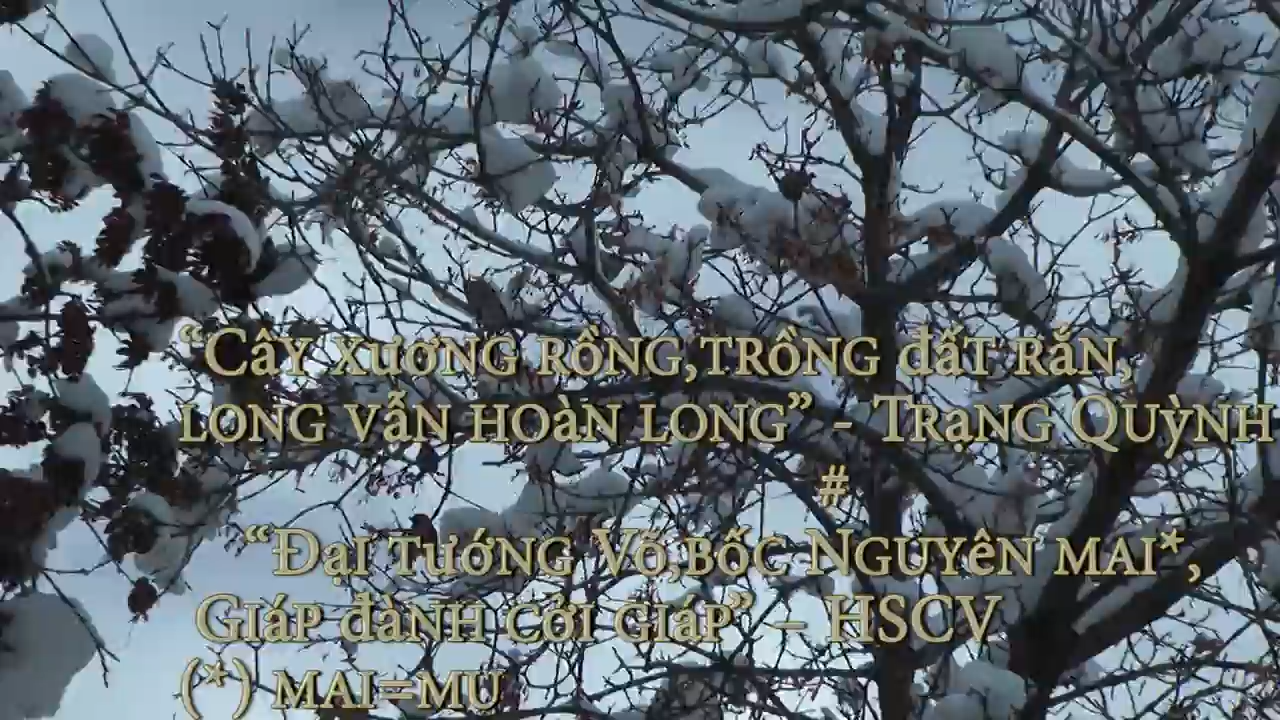 “Cây xương rồng,trồng đất rắn,
long vẫn hoàn long” - Trạng Quỳnh
#
“Đại tướng Võ,bốc Nguyên mai*,
Giáp đành cởi giáp” – HSCV
(*) mai=mu